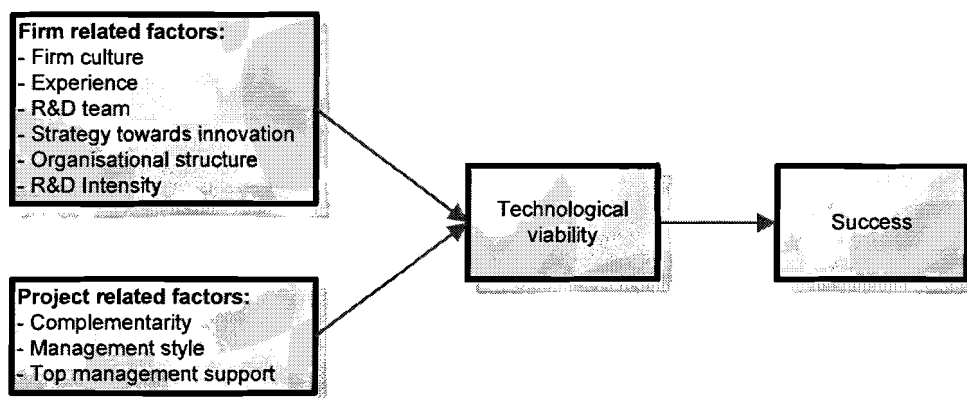 Firm related factors:
- Firm culture
- Experience
- R&D team
- Strategy towards innovation
- Organisational structure
- R&D Intensity
Technological
viability
Success
Project related factors:
- Complementarity
- Management style
- Top management support